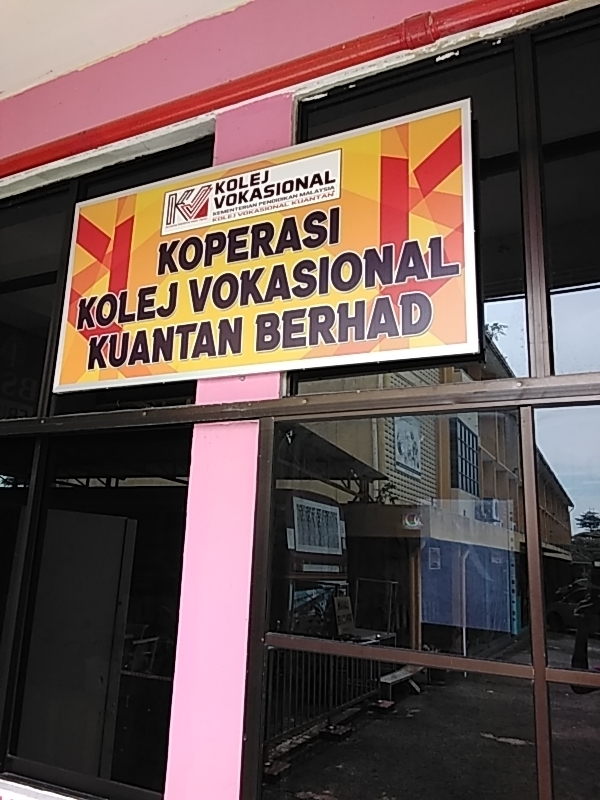 KOLEJ
VOKASIONAL
KEMENTERIAN PENDIDIKAN MALAYSIA
KOLEJ VOKASIONAL KUANTAN
KOPERASI
KOLEJ VOKASIONAL
KUANTAN BERHAD